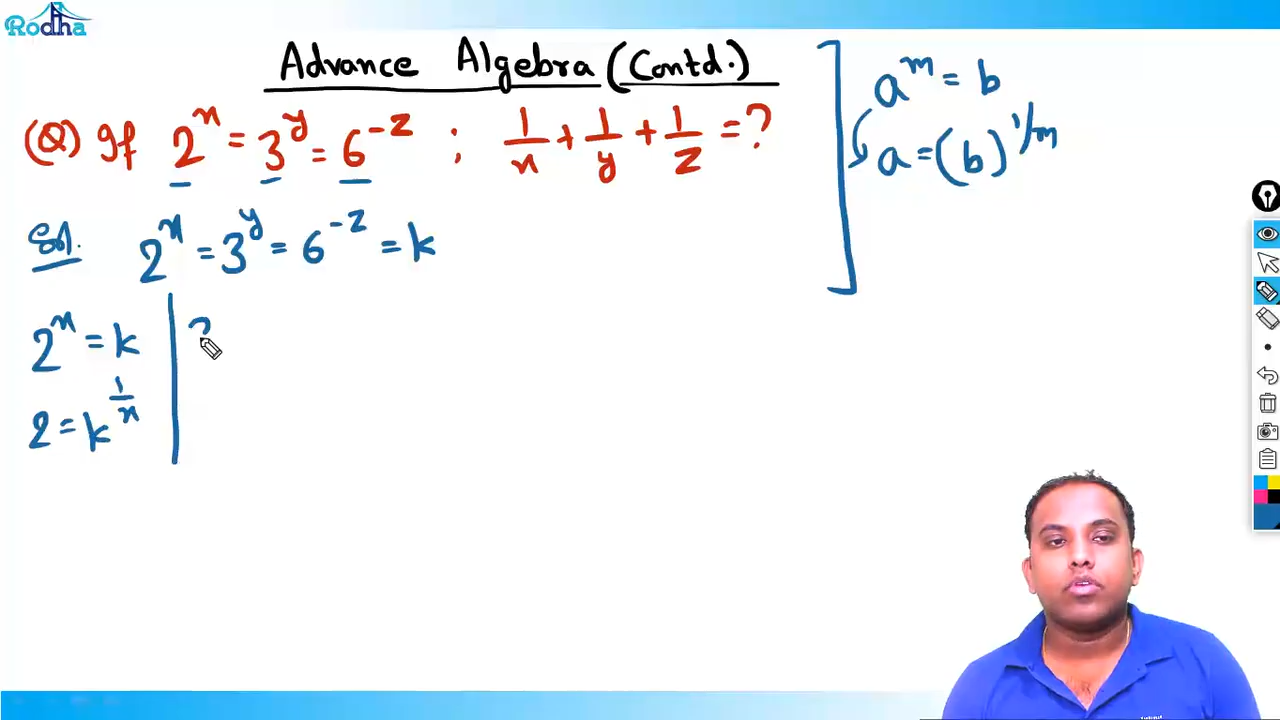 Rodha
Advance Algebra (Contd.)
(Q) If 2^x = 3^y = 6^-z ; 1/x + 1/y + 1/z = ?
a^m = b
a = (b)^1/m
Sol. 2^x = 3^y = 6^-z = k
2^x = k
2 = k^1/x